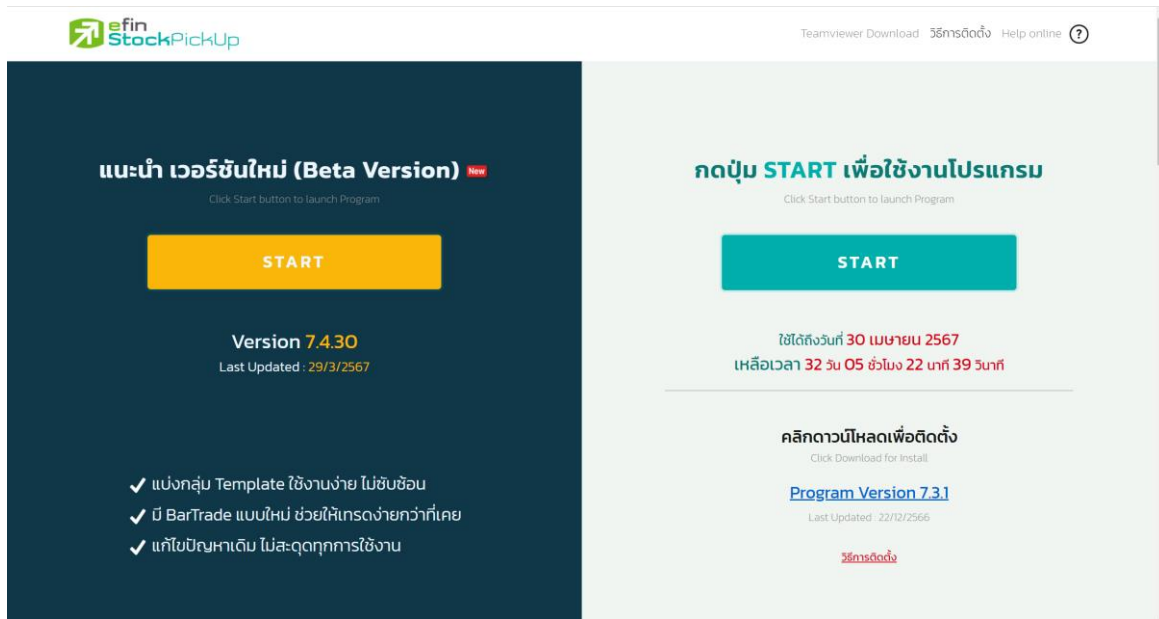 efin
StockPickUp
Teamviewer Download วิธีการติดตั้ง Help online ?
แนะนำ เวอร์ชันใหม่ (Beta Version) New
Click Start button to launch Program
START
Version 7.4.30
Last Updated : 29/3/2567
แบ่งกลุ่ม Template ใช้งานง่าย ไม่ซับซ้อน
มี BarTrade แบบใหม่ ช่วยให้เทรดง่ายกว่าที่เคย
แก้ไขปัญหาเดิม ไม่สะดุดทุกการใช้งาน
กดปุ่ม START เพื่อใช้งานโปรแกรม
Click Start button to launch Program
START
ใช้ได้ถึงวันที่ 30 เมษายน 2567
เหลือเวลา 32 วัน 05 ชั่วโมง 22 นาที 39 วินาที
คลิกดาวน์โหลดเพื่อติดตั้ง
Click Download for Install
Program Version 7.3.1
Last Updated : 22/12/2566
วิธีการติดตั้ง